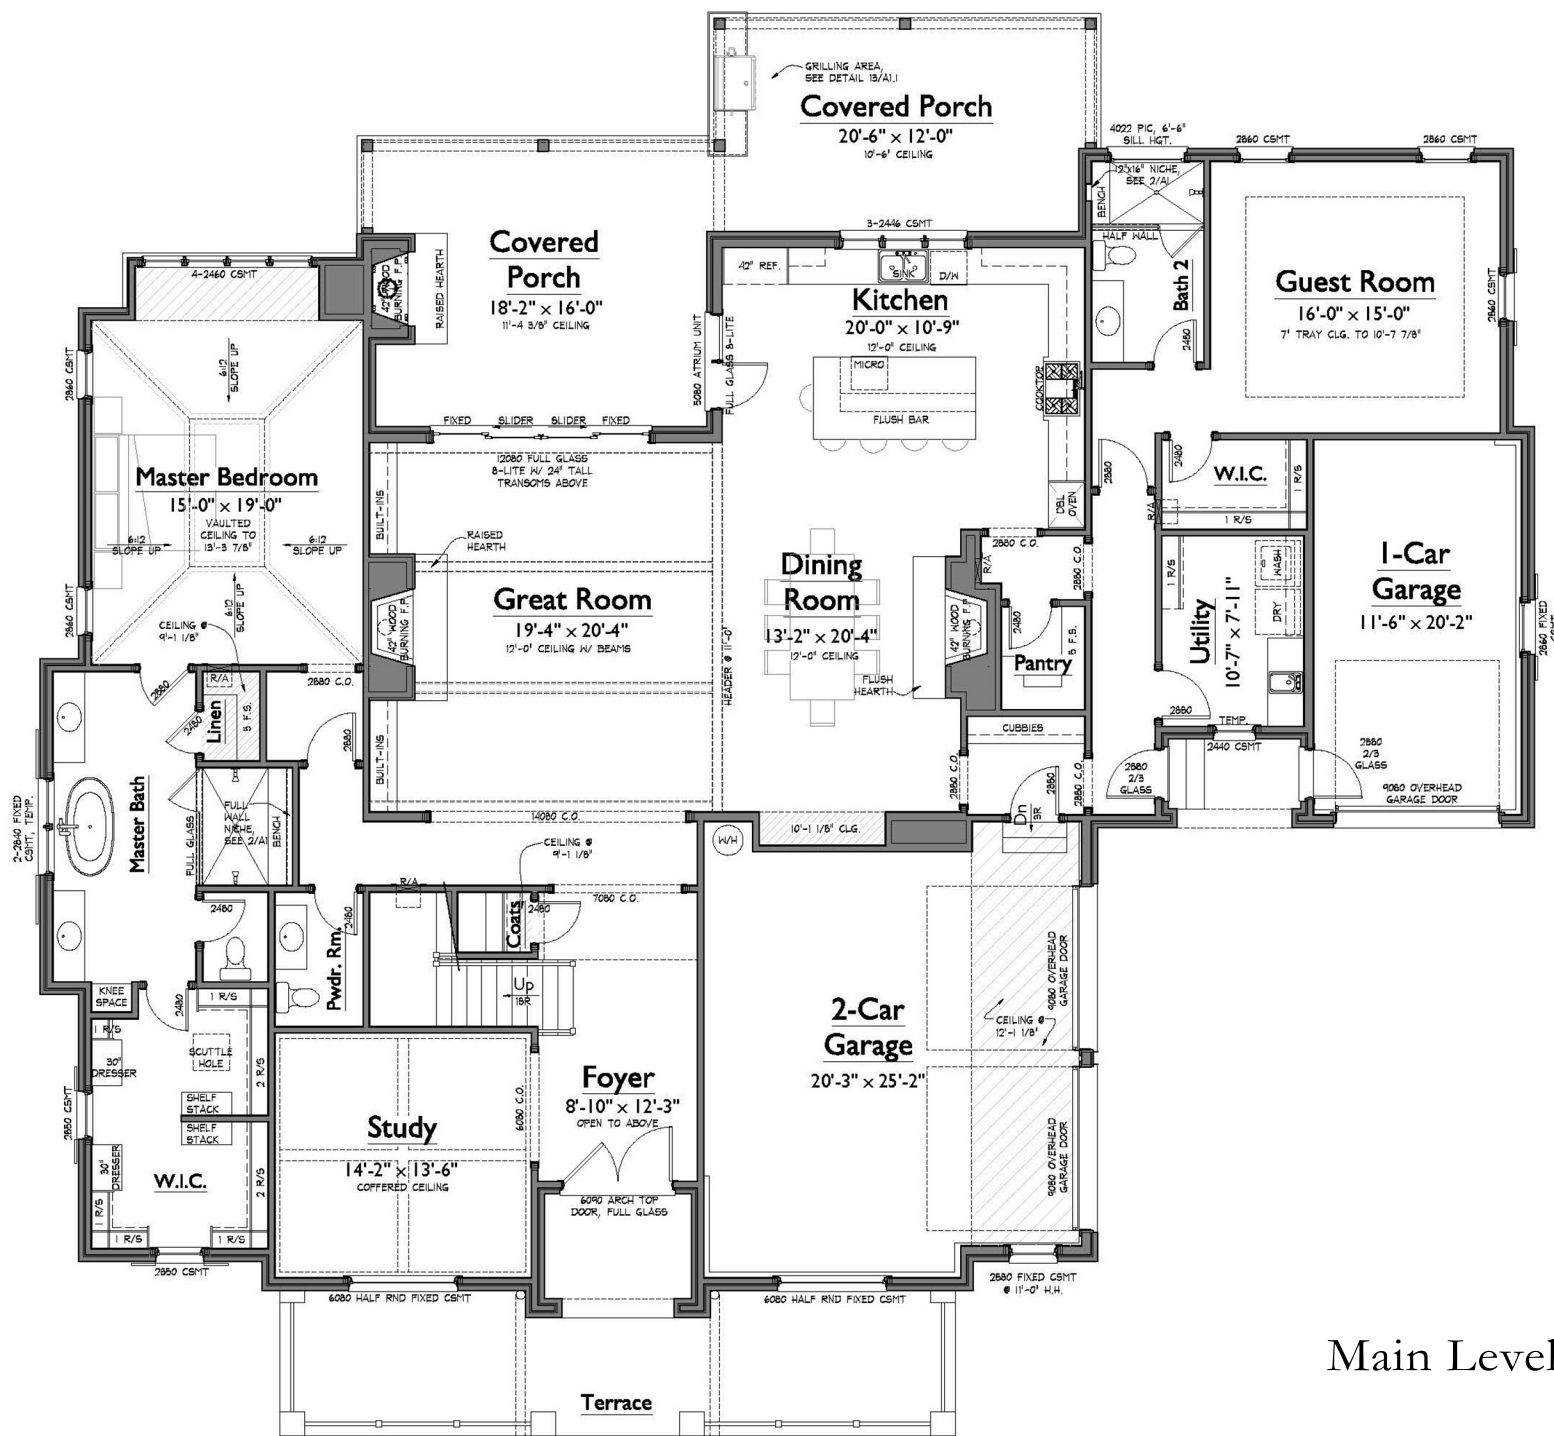 GRILLING AREA,
SEE DETAIL 13/A1.1
Covered Porch
20'-6" x 12'-0"
10'-6" CEILING
4022 PIC, 6'-6"
SILL HGT.
2860 CSMT
2860 CSMT
12"x16" NICHE,
SEE 2/A1
BENCH
HALF WALL
Bath 2
2480
Guest Room
16'-0" x 15'-0"
7' TRAY CLG. TO 10'-7 7/8"
2860 CSMT
Covered
Porch
18'-2" x 16'-0"
11'-4 3/8" CEILING
42" WOOD
BURNING F.P.
RAISED HEARTH
4-2460 CSMT
3-2446 CSMT
42" REF.
SINK
D/W
Kitchen
20'-0" x 10'-9"
12'-0" CEILING
MICRO
FLUSH BAR
COOKTOP
DBL
OVEN
5080 ATRIUM UNIT
FULL GLASS 8-LITE
FIXED
SLIDER
SLIDER
FIXED
12080 FULL GLASS
8-LITE W/ 24" TALL
TRANSOMS ABOVE
2860 CSMT
6:12
SLOPE UP
Master Bedroom
15'-0" x 19'-0"
VAULTED
CEILING TO
13'-3 7/8"
6:12
SLOPE UP
6:12
SLOPE UP
6:12
SLOPE UP
2860 CSMT
CEILING @
9'-1 1/8"
BUILT-INS
RAISED
HEARTH
42" WOOD
BURNING F.P.
Great Room
19'-4" x 20'-4"
12'-0" CEILING W/ BEAMS
BUILT-INS
HEADER @ 11'-0"
Dining
Room
13'-2" x 20'-4"
12'-0" CEILING
42" WOOD
BURNING F.P.
FLUSH
HEARTH
2880 C.O.
R/A
2880 C.O.
2480
5 F.S.
Pantry
CUBBIES
2880 C.O.
2880
2880 C.O.
Dn
3R
2880
2480
W.I.C.
1 R/S
1 R/S
R/A
1 R/S
WASH
DRY
Utility
10'-7" x 7'-11"
2880
TEMP.
2440 CSMT
2880
2/3
GLASS
2880
2/3
GLASS
1-Car
Garage
11'-6" x 20'-2"
2860 FIXED
CSMT
9080 OVERHEAD
GARAGE DOOR
2880
R/A
2480
Linen
5 F.S.
2880 C.O.
2880
Master Bath
2-2840 FIXED
CSMT, TEMP.
FULL GLASS
FULL
WALL
NICHE,
SEE 2/A1
BENCH
2480
14080 C.O.
CEILING @
9'-1 1/8"
R/A
7080 C.O.
2480
Coats
2480
Pwdr. Rm.
Up
18R
W/H
10'-1 1/8" CLG.
2-Car
Garage
20'-3" x 25'-2"
CEILING @
12'-1 1/8"
9080 OVERHEAD
GARAGE DOOR
9080 OVERHEAD
GARAGE DOOR
KNEE
SPACE
2480
1 R/S
1 R/S
30"
DRESSER
SCUTTLE
HOLE
2 R/S
SHELF
STACK
SHELF
STACK
2850 CSMT
30"
DRESSER
W.I.C.
2 R/S
1 R/S
1 R/S
1 R/S
2850 CSMT
Study
14'-2" x 13'-6"
COFFERED CEILING
6080 C.O.
Foyer
8'-10" x 12'-3"
OPEN TO ABOVE
6090 ARCH TOP
DOOR, FULL GLASS
6080 HALF RND FIXED CSMT
6080 HALF RND FIXED CSMT
2880 FIXED CSMT
@ 11'-0" H.H.
Terrace
Main Level